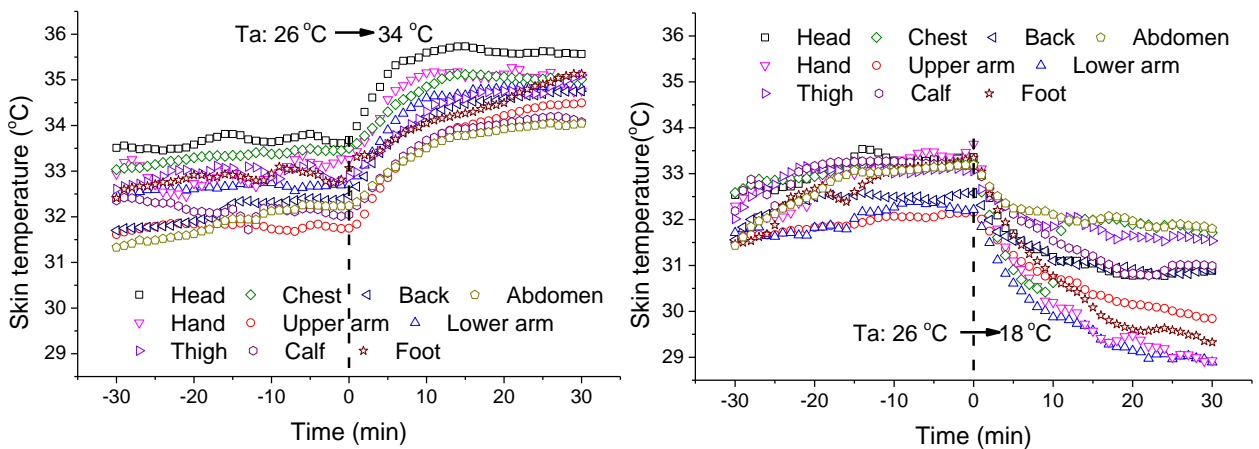 Ta: 26 °C → 34 °C
Skin temperature (°C)
36
35
34
33
32
31
30
29
Head Chest Back Abdomen
Hand Upper arm Lower arm
Thigh Calf Foot
-30 -20 -10 0 10 20 30
Time (min)
Head Chest Back Abdomen
Hand Upper arm Lower arm
Thigh Calf Foot
Skin temperature(°C)
36
35
34
33
32
31
30
29
Ta: 26 °C → 18 °C
-30 -20 -10 0 10 20 30
Time (min)